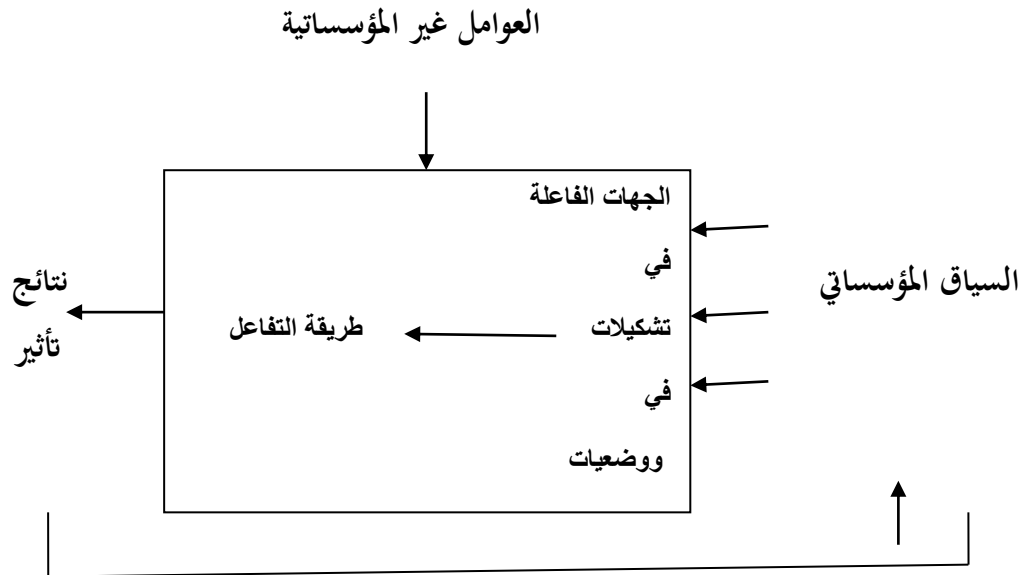 العوامل غير المؤسساتية
السياق المؤسساتي
الجهات الفاعلة
في
تشكيلات
في
ووضعيات
طريقة التفاعل
نتائج
تأثير